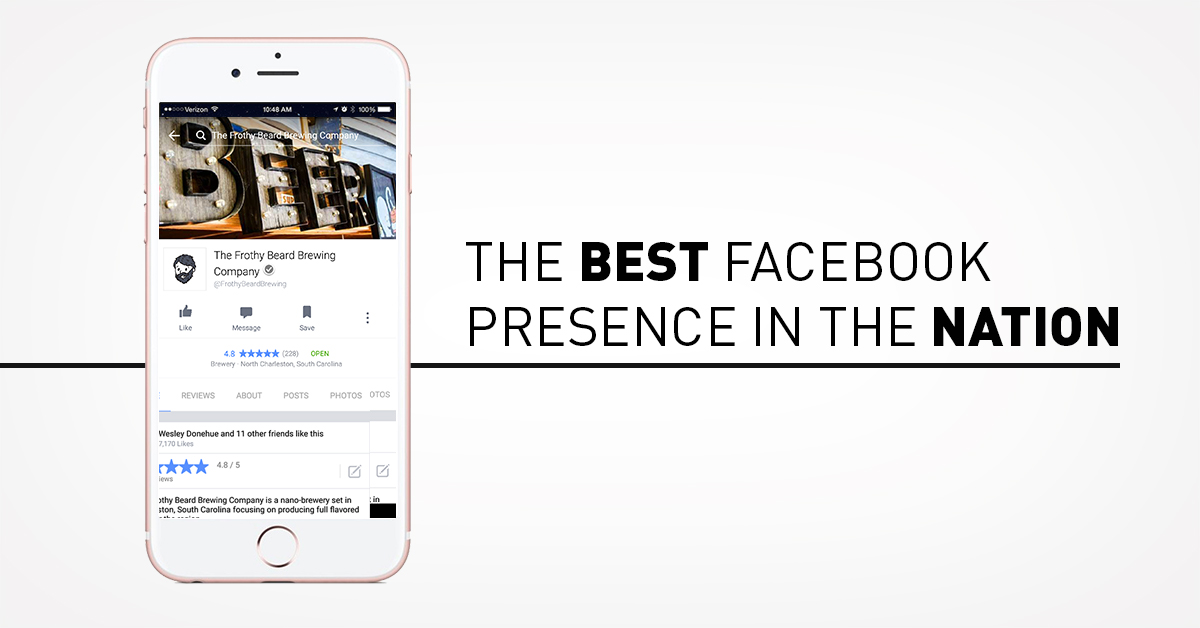 Verizon 10:48 AM 100%
The Frothy Beard Brewing Company
BEER
The Frothy Beard Brewing
Company
@FrothyBeardBrewing
Like Message Save
4.8 (228) OPEN
Brewery · North Charleston, South Carolina
REVIEWS ABOUT POSTS PHOTOS OTOS
Wesley Donehue and 11 other friends like this
7,170 Likes
4.8 / 5
iews
othy Beard Brewing Company is a nano-brewery set in
ston, South Carolina focusing on producing full flavored
THE BEST FACEBOOK
PRESENCE IN THE NATION